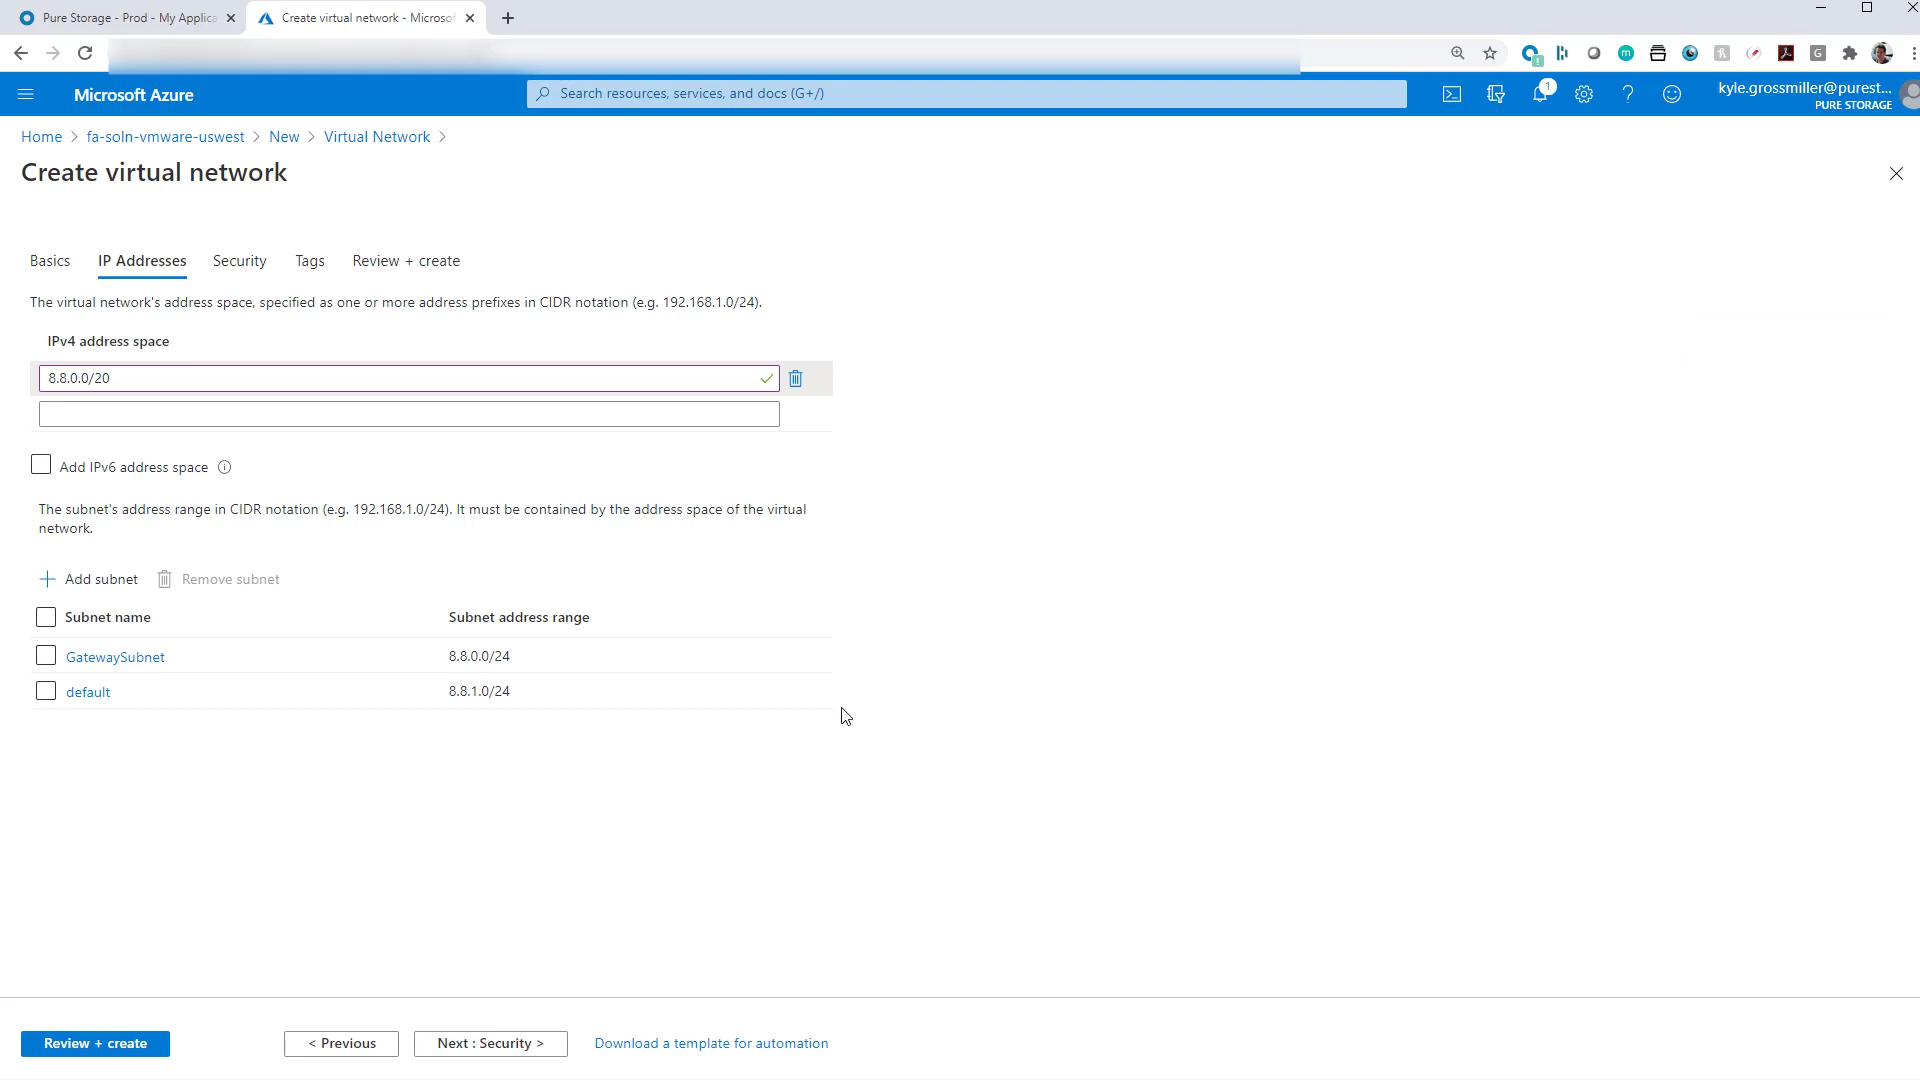 Pure Storage - Prod - My Applica
Create virtual network - Microsof
Microsoft Azure
Search resources, services, and docs (G+/)
1
kyle.grossmiller@purest...
PURE STORAGE
Home > fa-soln-vmware-uswest > New > Virtual Network >
Create virtual network
Basics
IP Addresses
Security
Tags
Review + create
The virtual network's address space, specified as one or more address prefixes in CIDR notation (e.g. 192.168.1.0/24).
IPv4 address space
8.8.0.0/20
Add IPv6 address space
The subnet's address range in CIDR notation (e.g. 192.168.1.0/24). It must be contained by the address space of the virtual
network.
Add subnet
Remove subnet
Subnet name
Subnet address range
GatewaySubnet
8.8.0.0/24
default
8.8.1.0/24
Review + create
< Previous
Next : Security >
Download a template for automation